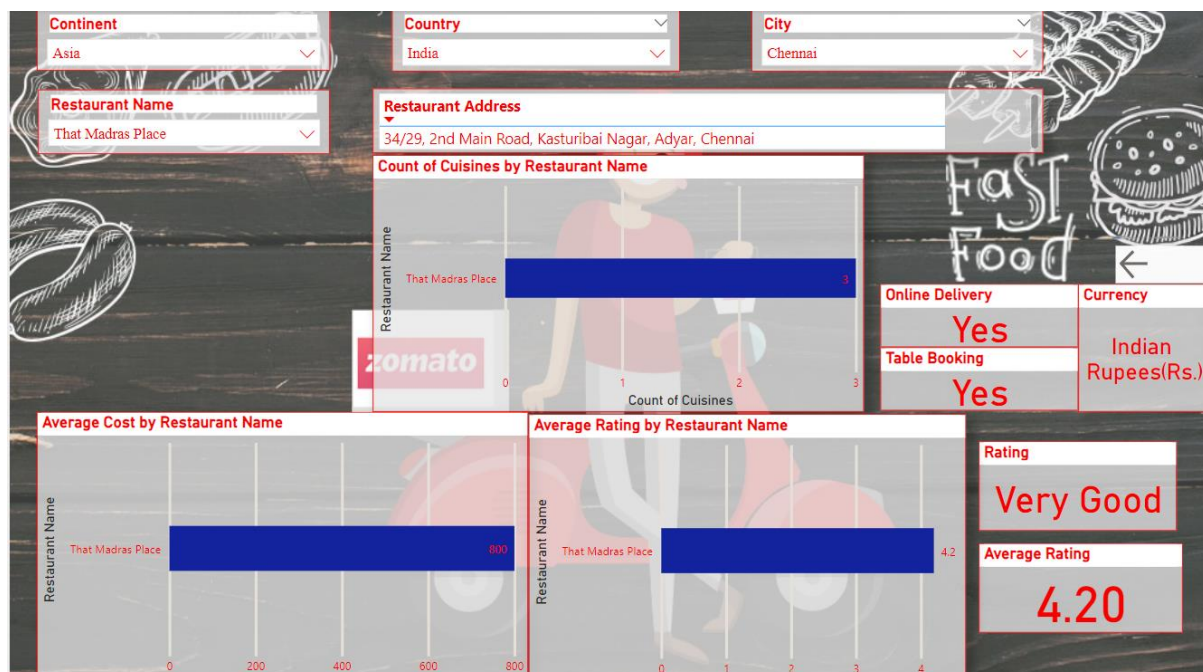 Continent
Asia
Country
India
City
Chennai
Restaurant Name
That Madras Place
Restaurant Address
34/29, 2nd Main Road, Kasturibai Nagar, Adyar, Chennai
Count of Cuisines by Restaurant Name
Restaurant Name
That Madras Place
3
0 1 2 3
Count of Cuisines
zomato
FaST
FooD
Online Delivery
Yes
Table Booking
Yes
Currency
Indian
Rupees(Rs.)
Average Cost by Restaurant Name
Restaurant Name
That Madras Place
800
0 200 400 600 800
Average Rating by Restaurant Name
Restaurant Name
That Madras Place
4.2
0 1 2 3 4
Rating
Very Good
Average Rating
4.20